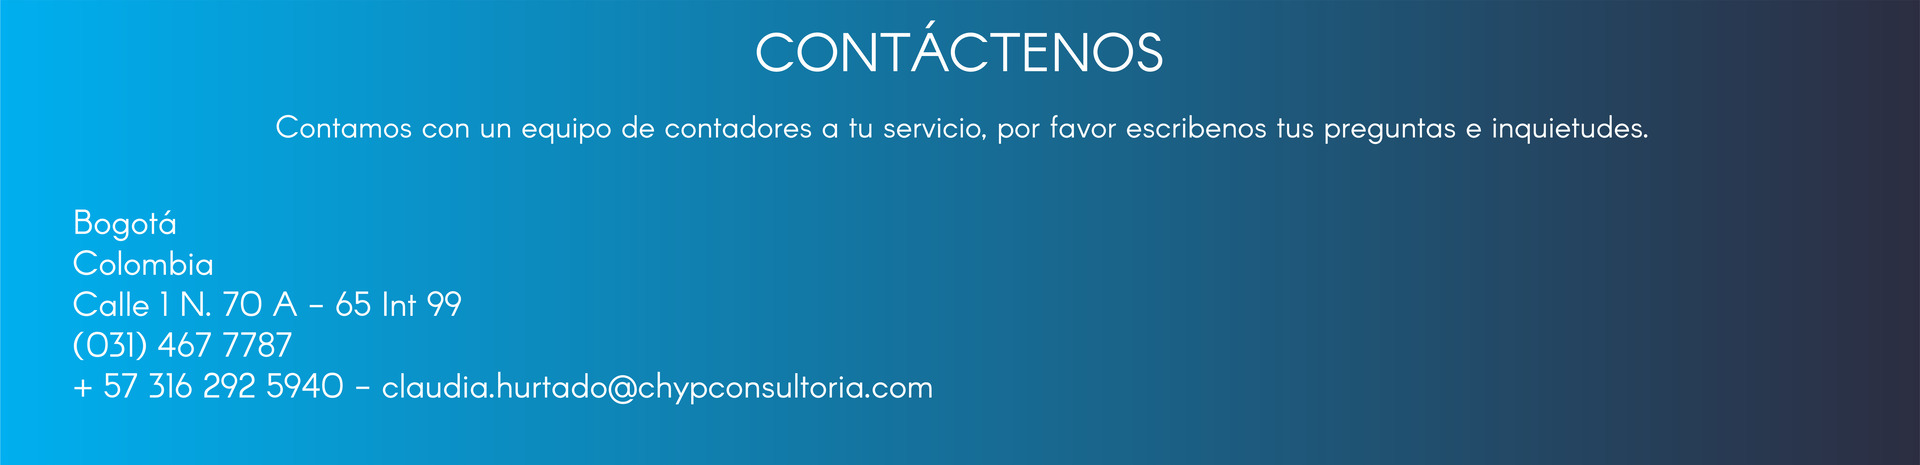 CONTÁCTENOS
Contamos con un equipo de contadores a tu servicio, por favor escribenos tus preguntas e inquietudes.
Bogotá
Colombia
Calle 1 N. 70 A - 65 Int 99
(031) 467 7787
+ 57 316 292 5940 - claudia.hurtado@chypconsultoria.com